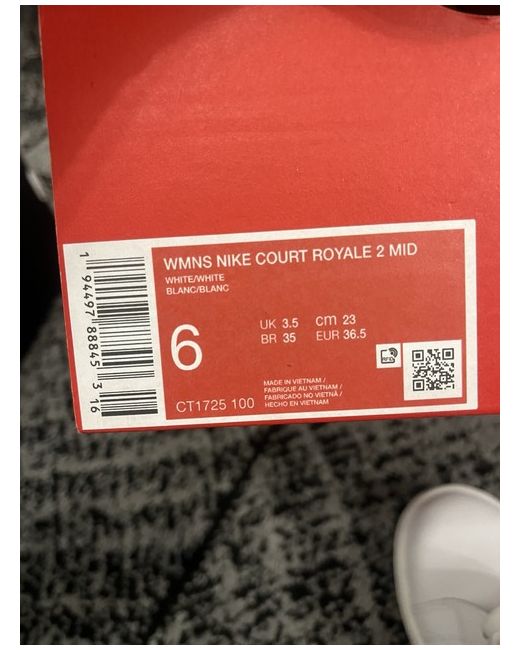 WMNS NIKE COURT ROYALE 2 MID
WHITE/WHITE
BLANC/BLANC
6
UK 3.5 cm 23
BR 35 EUR 36.5
RFID
MADE IN VIETNAM /
FABRIQUE AU VIETNAM /
FABRICADO NO VIETNÃ /
HECHO EN VIETNAM
CT1725 100
1 94497 88845 3 16